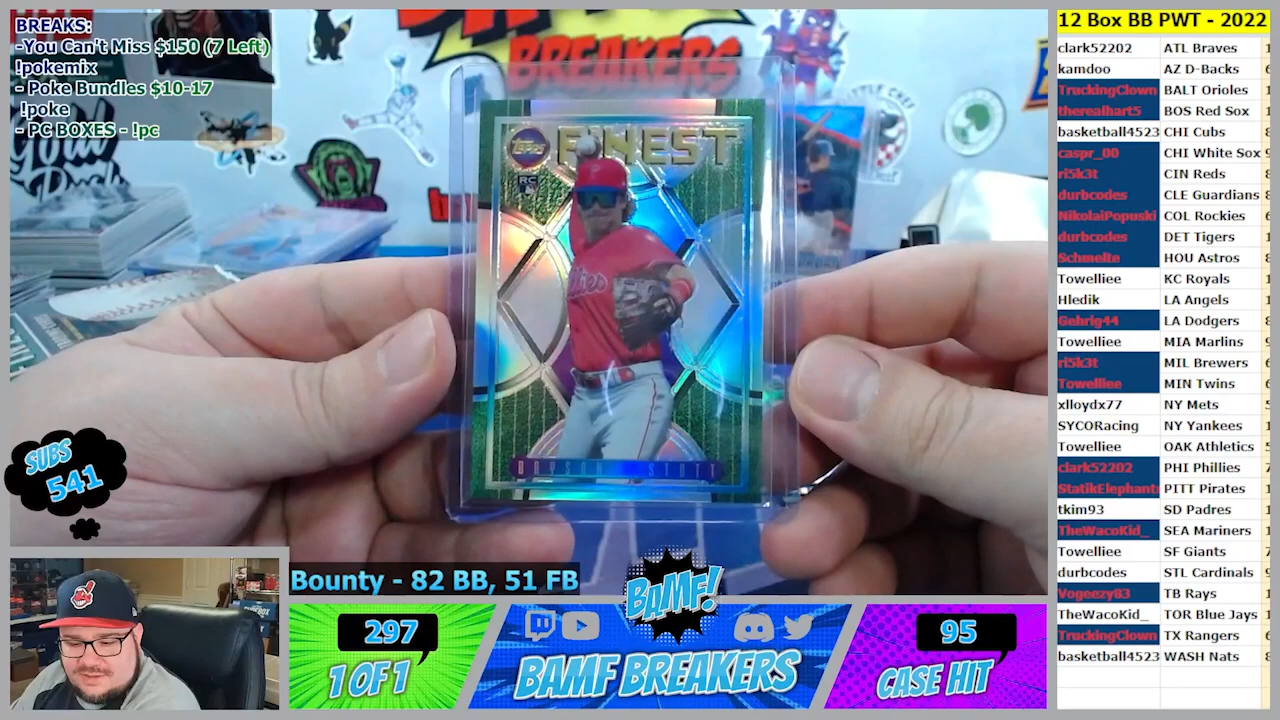 BREAKS:
-You Can't Miss $150 (7 Left)
!pokemix
- Poke Bundles $10-17
!poke
- PC BOXES - !pc
BREAKERS
TOPPS
FINEST
RC
Phillies
BRYSON STOTT
SUBS
541
Bounty - 82 BB, 51 FB
BAMF!
297
1 OF 1
BAMF BREAKERS
95
CASE HIT
12 Box BB PWT - 2022
clark52202 ATL Braves
kamdoo AZ D-Backs
TruckingClown BALT Orioles
therealhart5 BOS Red Sox
basketball4523 CHI Cubs
caspr_00 CHI White Sox
ri5k3t CIN Reds
durbcodes CLE Guardians
NikolaiPopuski COL Rockies
durbcodes DET Tigers
Schmelte HOU Astros
Towelliee KC Royals
Hledik LA Angels
Gehrig44 LA Dodgers
Towelliee MIA Marlins
ri5k3t MIL Brewers
Towelliee MIN Twins
xlloydx77 NY Mets
SYCORacing NY Yankees
Towelliee OAK Athletics
clark52202 PHI Phillies
StatikElephant PITT Pirates
tkim93 SD Padres
TheWacoKid_ SEA Mariners
Towelliee SF Giants
durbcodes STL Cardinals
Vogeezy03 TB Rays
TheWacoKid_ TOR Blue Jays
TruckingClown TX Rangers
basketball4523 WASH Nats